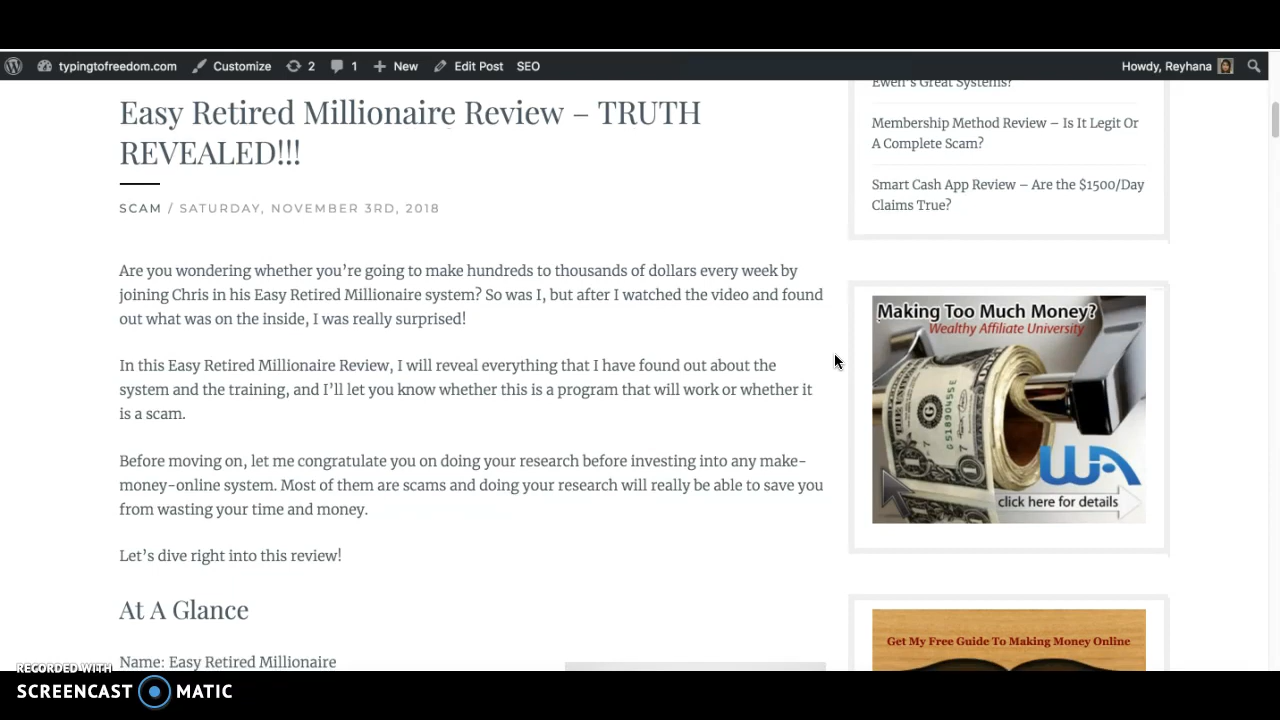 typingtofreedom.com Customize 2 1 New Edit Post SEO Howdy, Reyhana
Easy Retired Millionaire Review – TRUTH
REVEALED!!!
SCAM / SATURDAY, NOVEMBER 3RD, 2018
Are you wondering whether you’re going to make hundreds to thousands of dollars every week by
joining Chris in his Easy Retired Millionaire system? So was I, but after I watched the video and found
out what was on the inside, I was really surprised!
In this Easy Retired Millionaire Review, I will reveal everything that I have found out about the
system and the training, and I’ll let you know whether this is a program that will work or whether it
is a scam.
Before moving on, let me congratulate you on doing your research before investing into any make-
money-online system. Most of them are scams and doing your research will really be able to save you
from wasting your time and money.
Let’s dive right into this review!
At A Glance
Name: Easy Retired Millionaire
Ewen's Great Systems?
Membership Method Review – Is It Legit Or
A Complete Scam?
Smart Cash App Review – Are the $1500/Day
Claims True?
Making Too Much Money?
Wealthy Affiliate University
G51890455E
WA
click here for details
Get My Free Guide To Making Money Online
RECORDED WITH
SCREENCAST MATIC